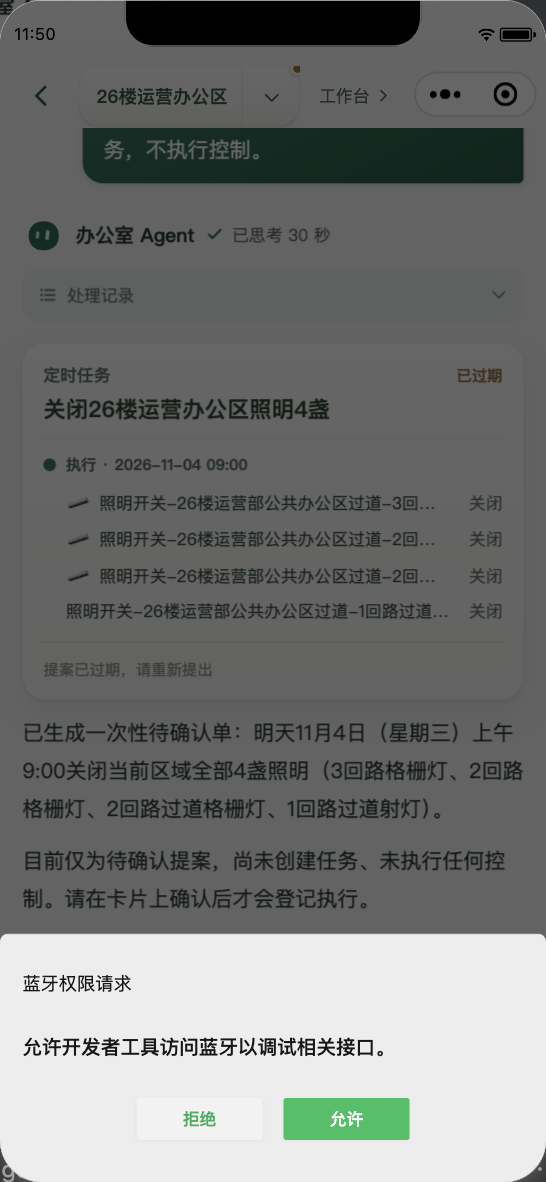 11:50
26楼运营办公区
工作台
务，不执行控制。
办公室 Agent
已思考 30 秒
处理记录
定时任务
已过期
关闭26楼运营办公区照明4盏
执行 · 2026-11-04 09:00
照明开关-26楼运营部公共办公区过道-3回... 关闭
照明开关-26楼运营部公共办公区过道-2回... 关闭
照明开关-26楼运营部公共办公区过道-2回... 关闭
照明开关-26楼运营部公共办公区过道-1回路过道... 关闭
提案已过期，请重新提出
已生成一次性待确认单：明天11月4日（星期三）上午
9:00关闭当前区域全部4盏照明（3回路格栅灯、2回路
格栅灯、2回路过道格栅灯、1回路过道射灯）。
目前仅为待确认提案，尚未创建任务、未执行任何控
制。请在卡片上确认后才会登记执行。
蓝牙权限请求
允许开发者工具访问蓝牙以调试相关接口。
拒绝
允许